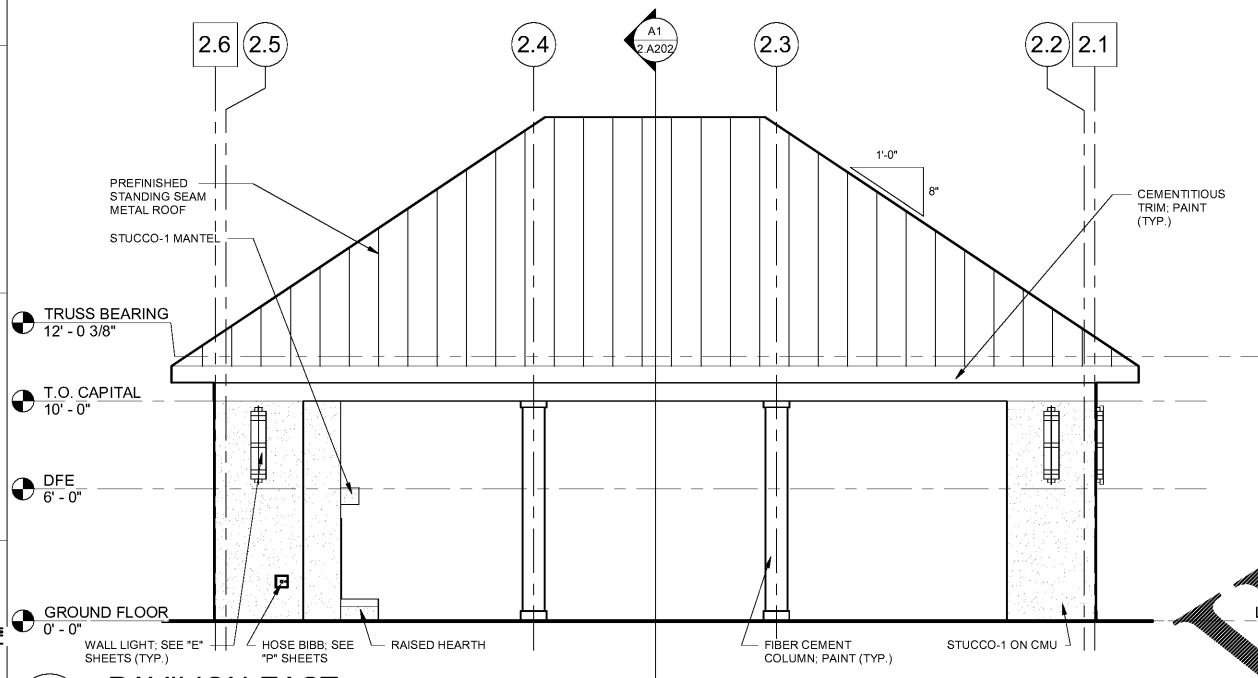 2.6
2.5
2.4
A1
2.A202
2.3
2.2
2.1
1'-0"
8"
PREFINISHED
STANDING SEAM
METAL ROOF
CEMENTITIOUS
TRIM; PAINT
(TYP.)
STUCCO-1 MANTEL
TRUSS BEARING
12' - 0 3/8"
T.O. CAPITAL
10' - 0"
DFE
6' - 0"
GROUND FLOOR
0' - 0"
WALL LIGHT; SEE "E"
SHEETS (TYP.)
HOSE BIBB; SEE
"P" SHEETS
RAISED HEARTH
FIBER CEMENT
COLUMN; PAINT (TYP.)
STUCCO-1 ON CMU